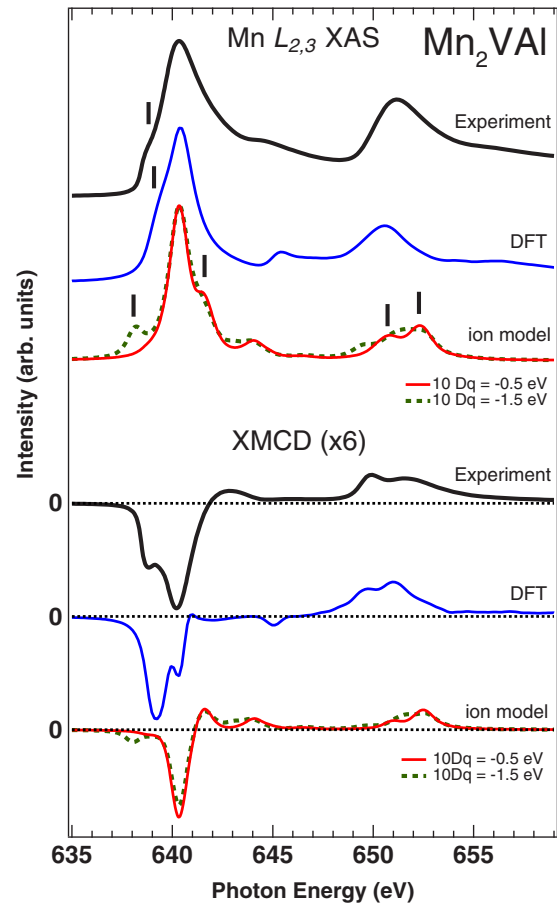 Mn L2,3 XAS
Mn2VAl
I
Experiment
I
DFT
I
I
I
I
ion model
10 Dq = -0.5 eV
10 Dq = -1.5 eV
Intensity (arb. units)
XMCD (x6)
Experiment
0
DFT
0
ion model
0
10Dq = -0.5 eV
10Dq = -1.5 eV
635 640 645 650 655
Photon Energy (eV)